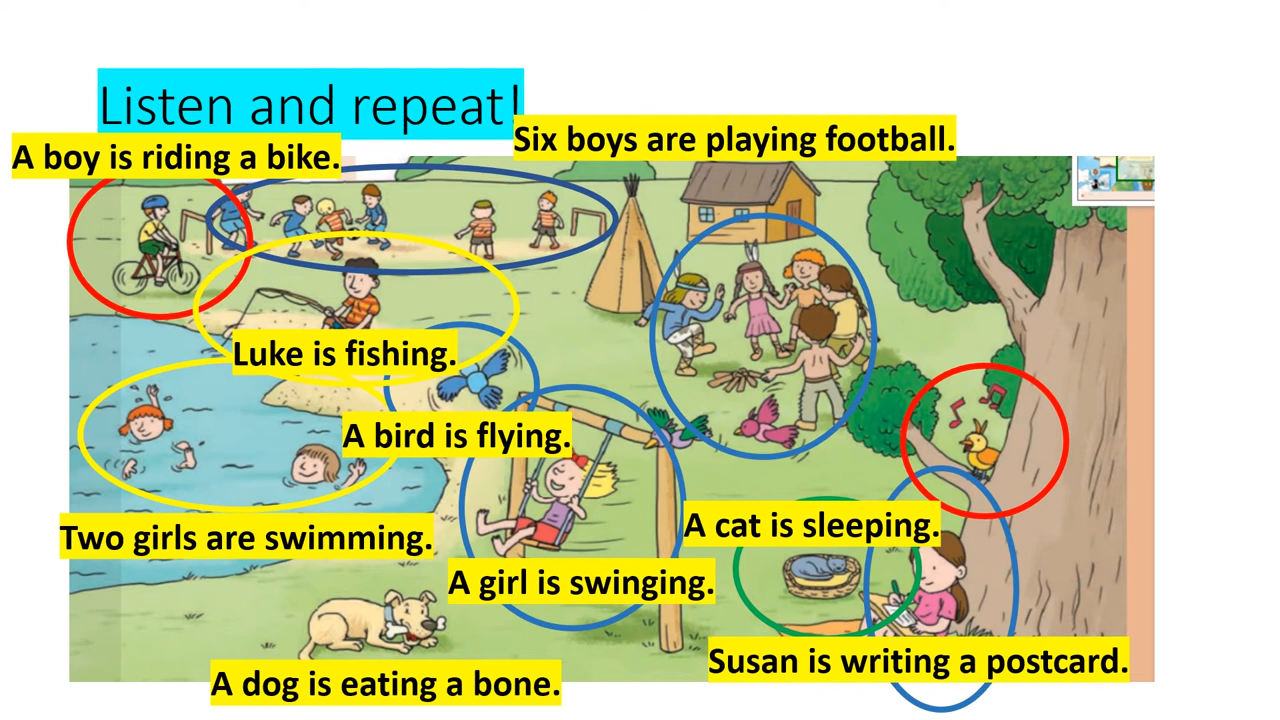 Listen and repeat!
Six boys are playing football.
A boy is riding a bike.
Luke is fishing.
A bird is flying.
Two girls are swimming.
A cat is sleeping.
A girl is swinging.
Susan is writing a postcard.
A dog is eating a bone.